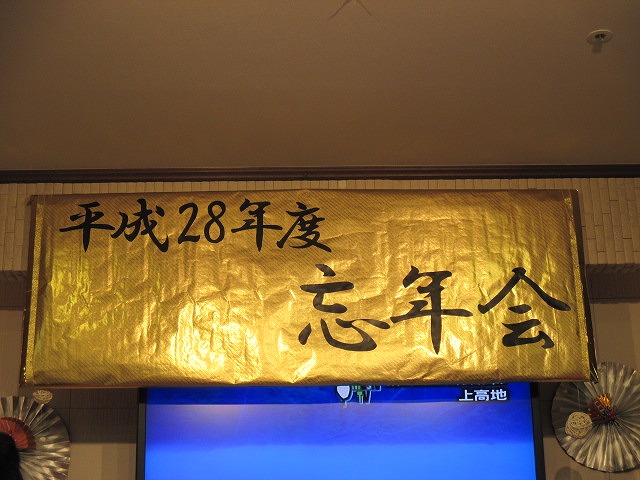 平成28年度
忘年会
上高地